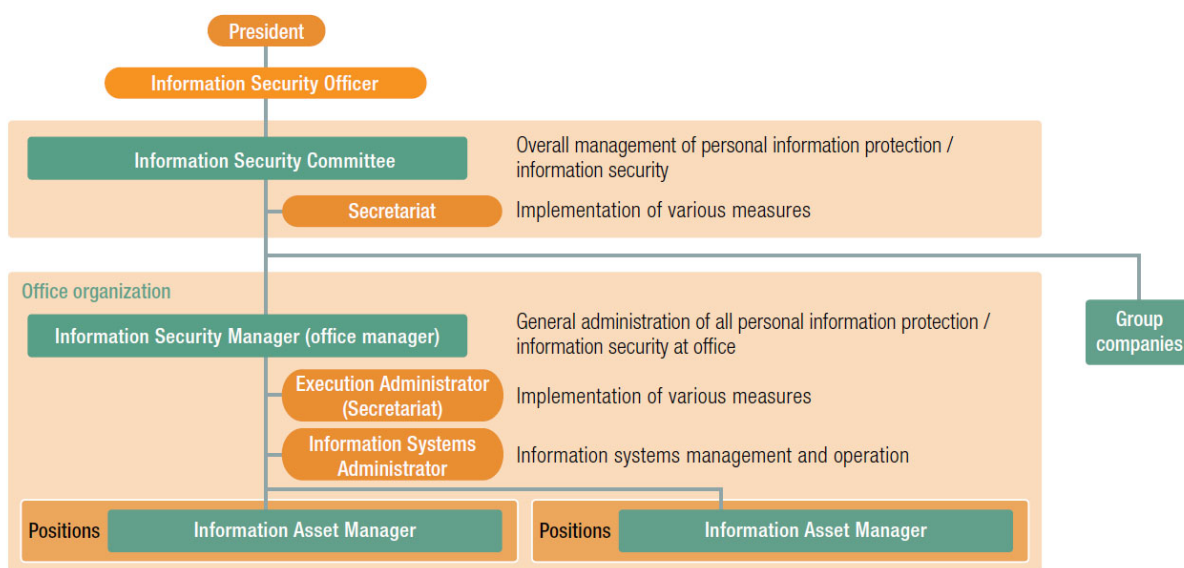 President
Information Security Officer
Information Security Committee
Overall management of personal information protection /
information security
Secretariat
Implementation of various measures
Office organization
Information Security Manager (office manager)
General administration of all personal information protection /
information security at office
Group
companies
Execution Administrator
(Secretariat)
Implementation of various measures
Information Systems
Administrator
Information systems management and operation
Positions
Information Asset Manager
Positions
Information Asset Manager